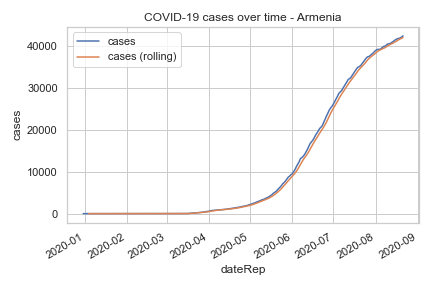 COVID-19 cases over time - Armenia
cases
cases (rolling)
40000
30000
20000
10000
0
cases
2020-01
2020-02
2020-03
2020-04
2020-05
2020-06
2020-07
2020-08
2020-09
dateRep